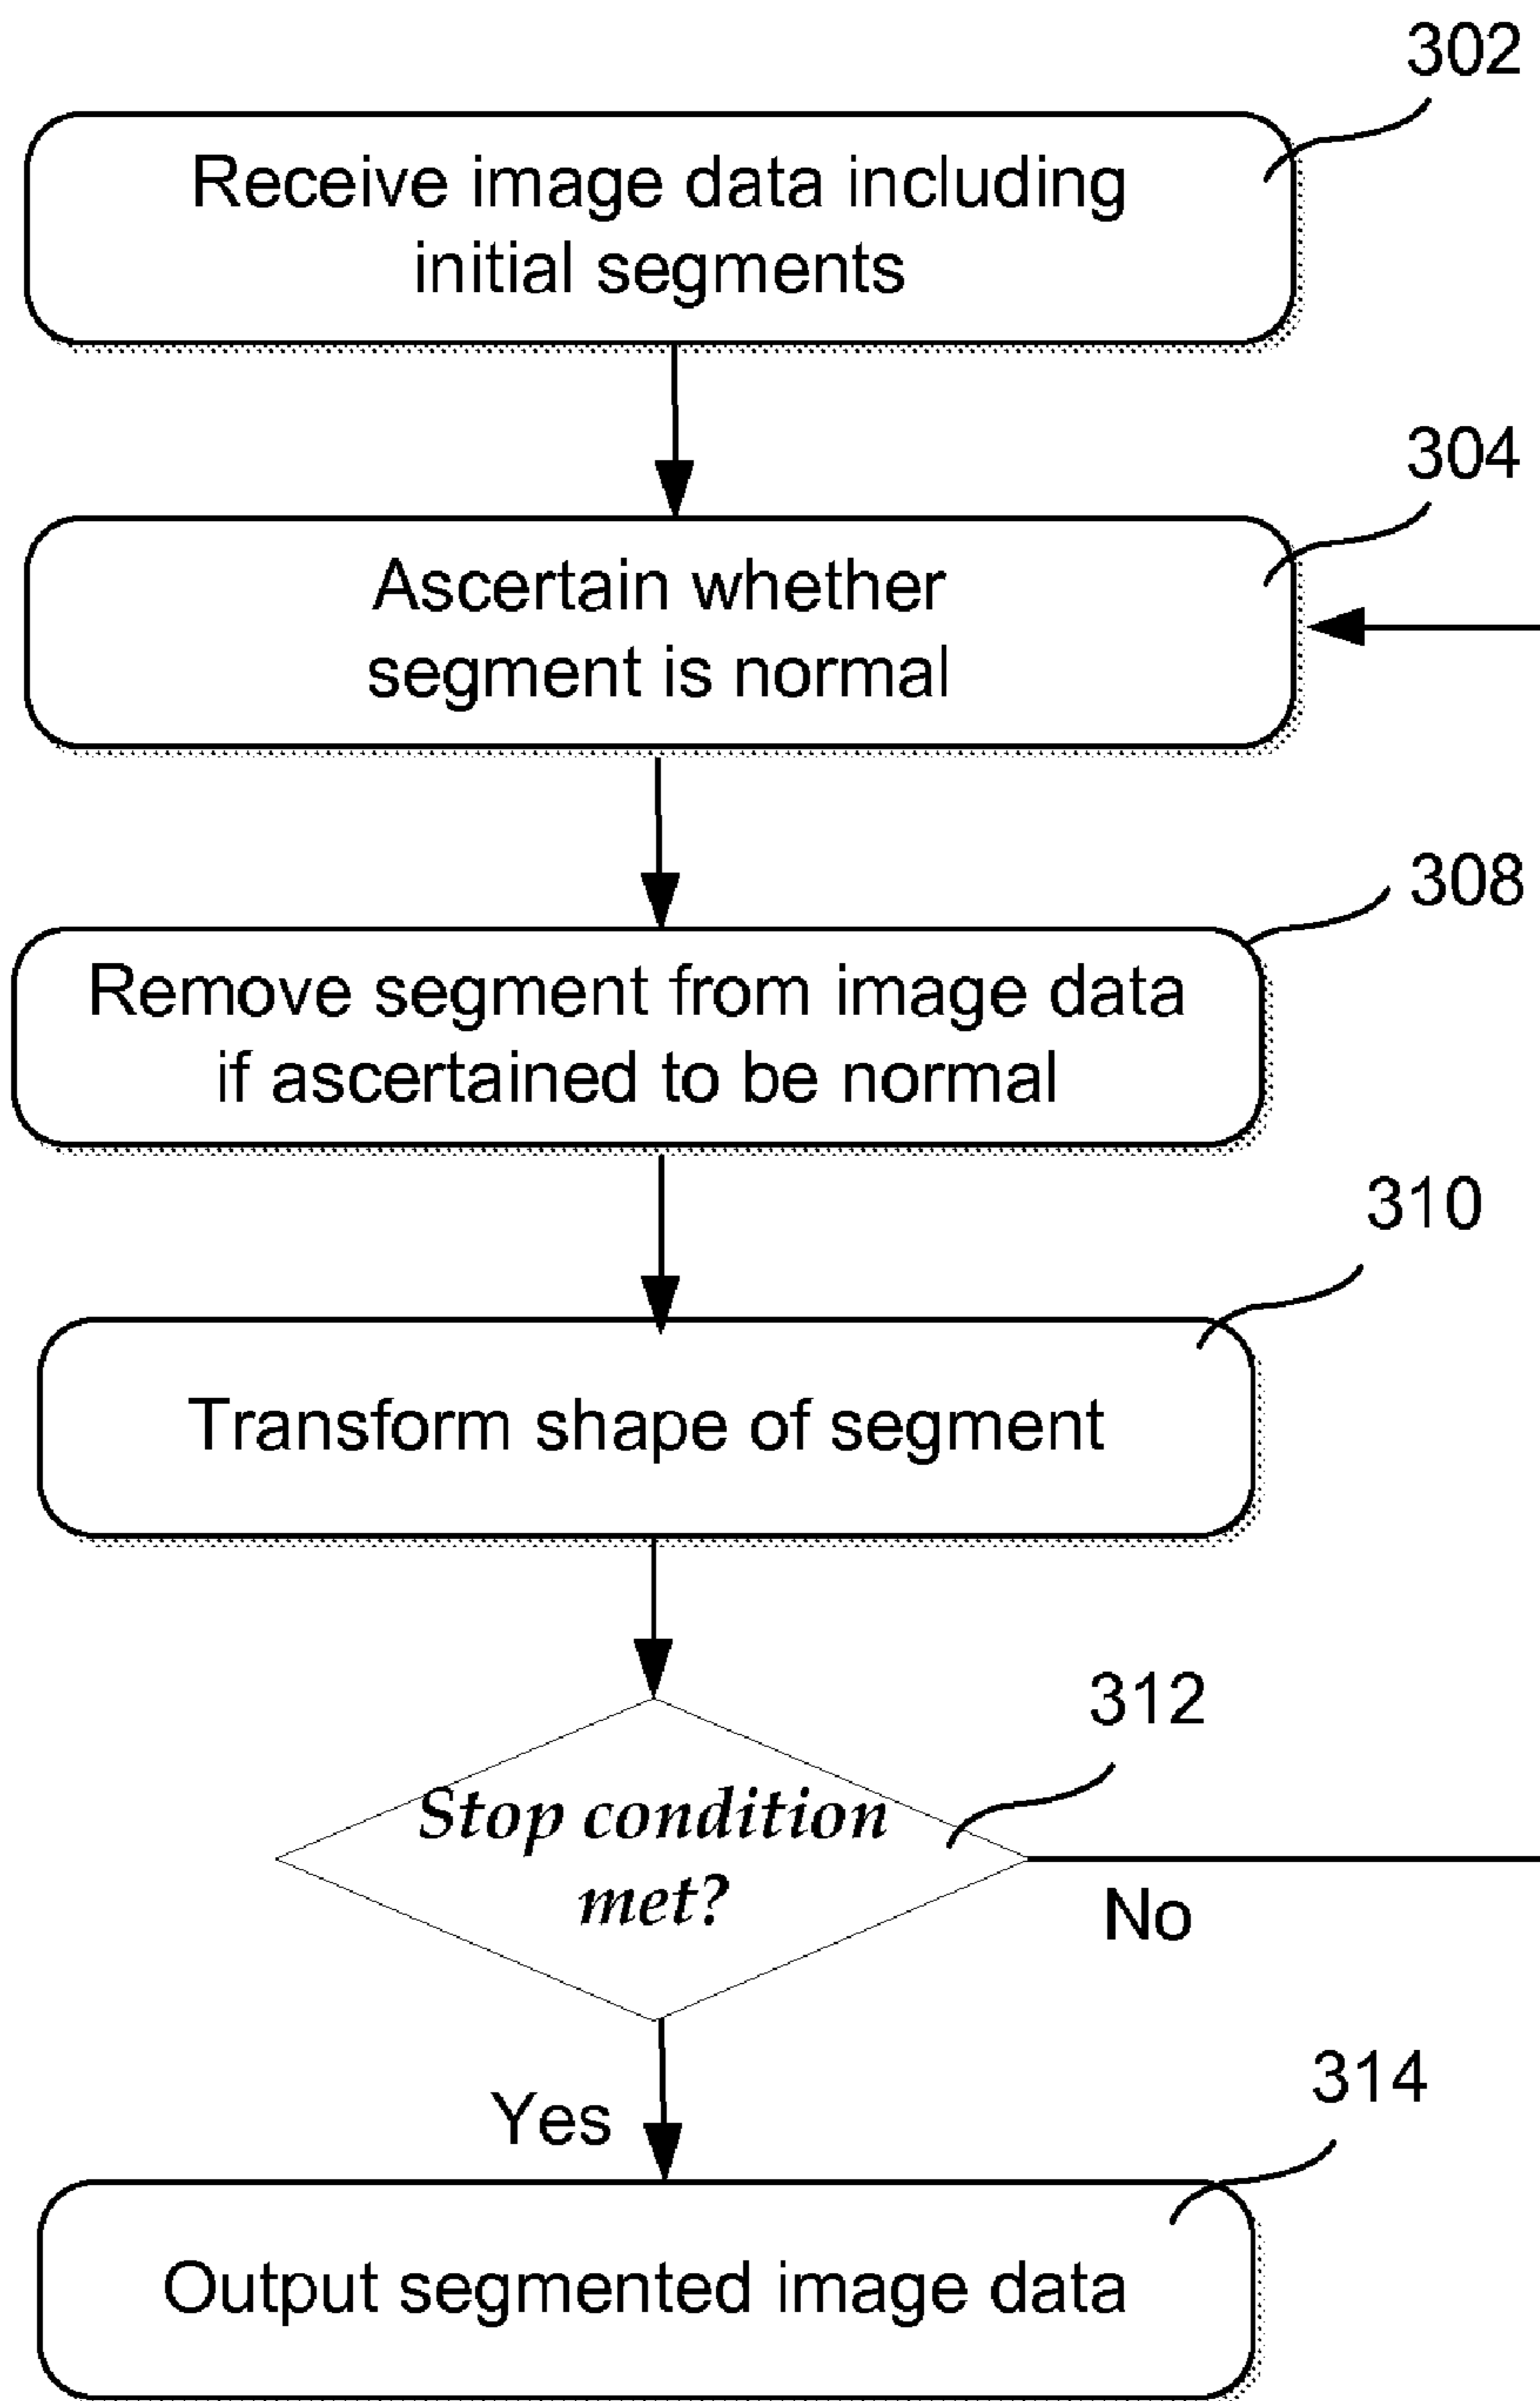 302
Receive image data including
initial segments
304
Ascertain whether
segment is normal
308
Remove segment from image data
if ascertained to be normal
310
Transform shape of segment
312
Stop condition
met?
No
Yes
314
Output segmented image data